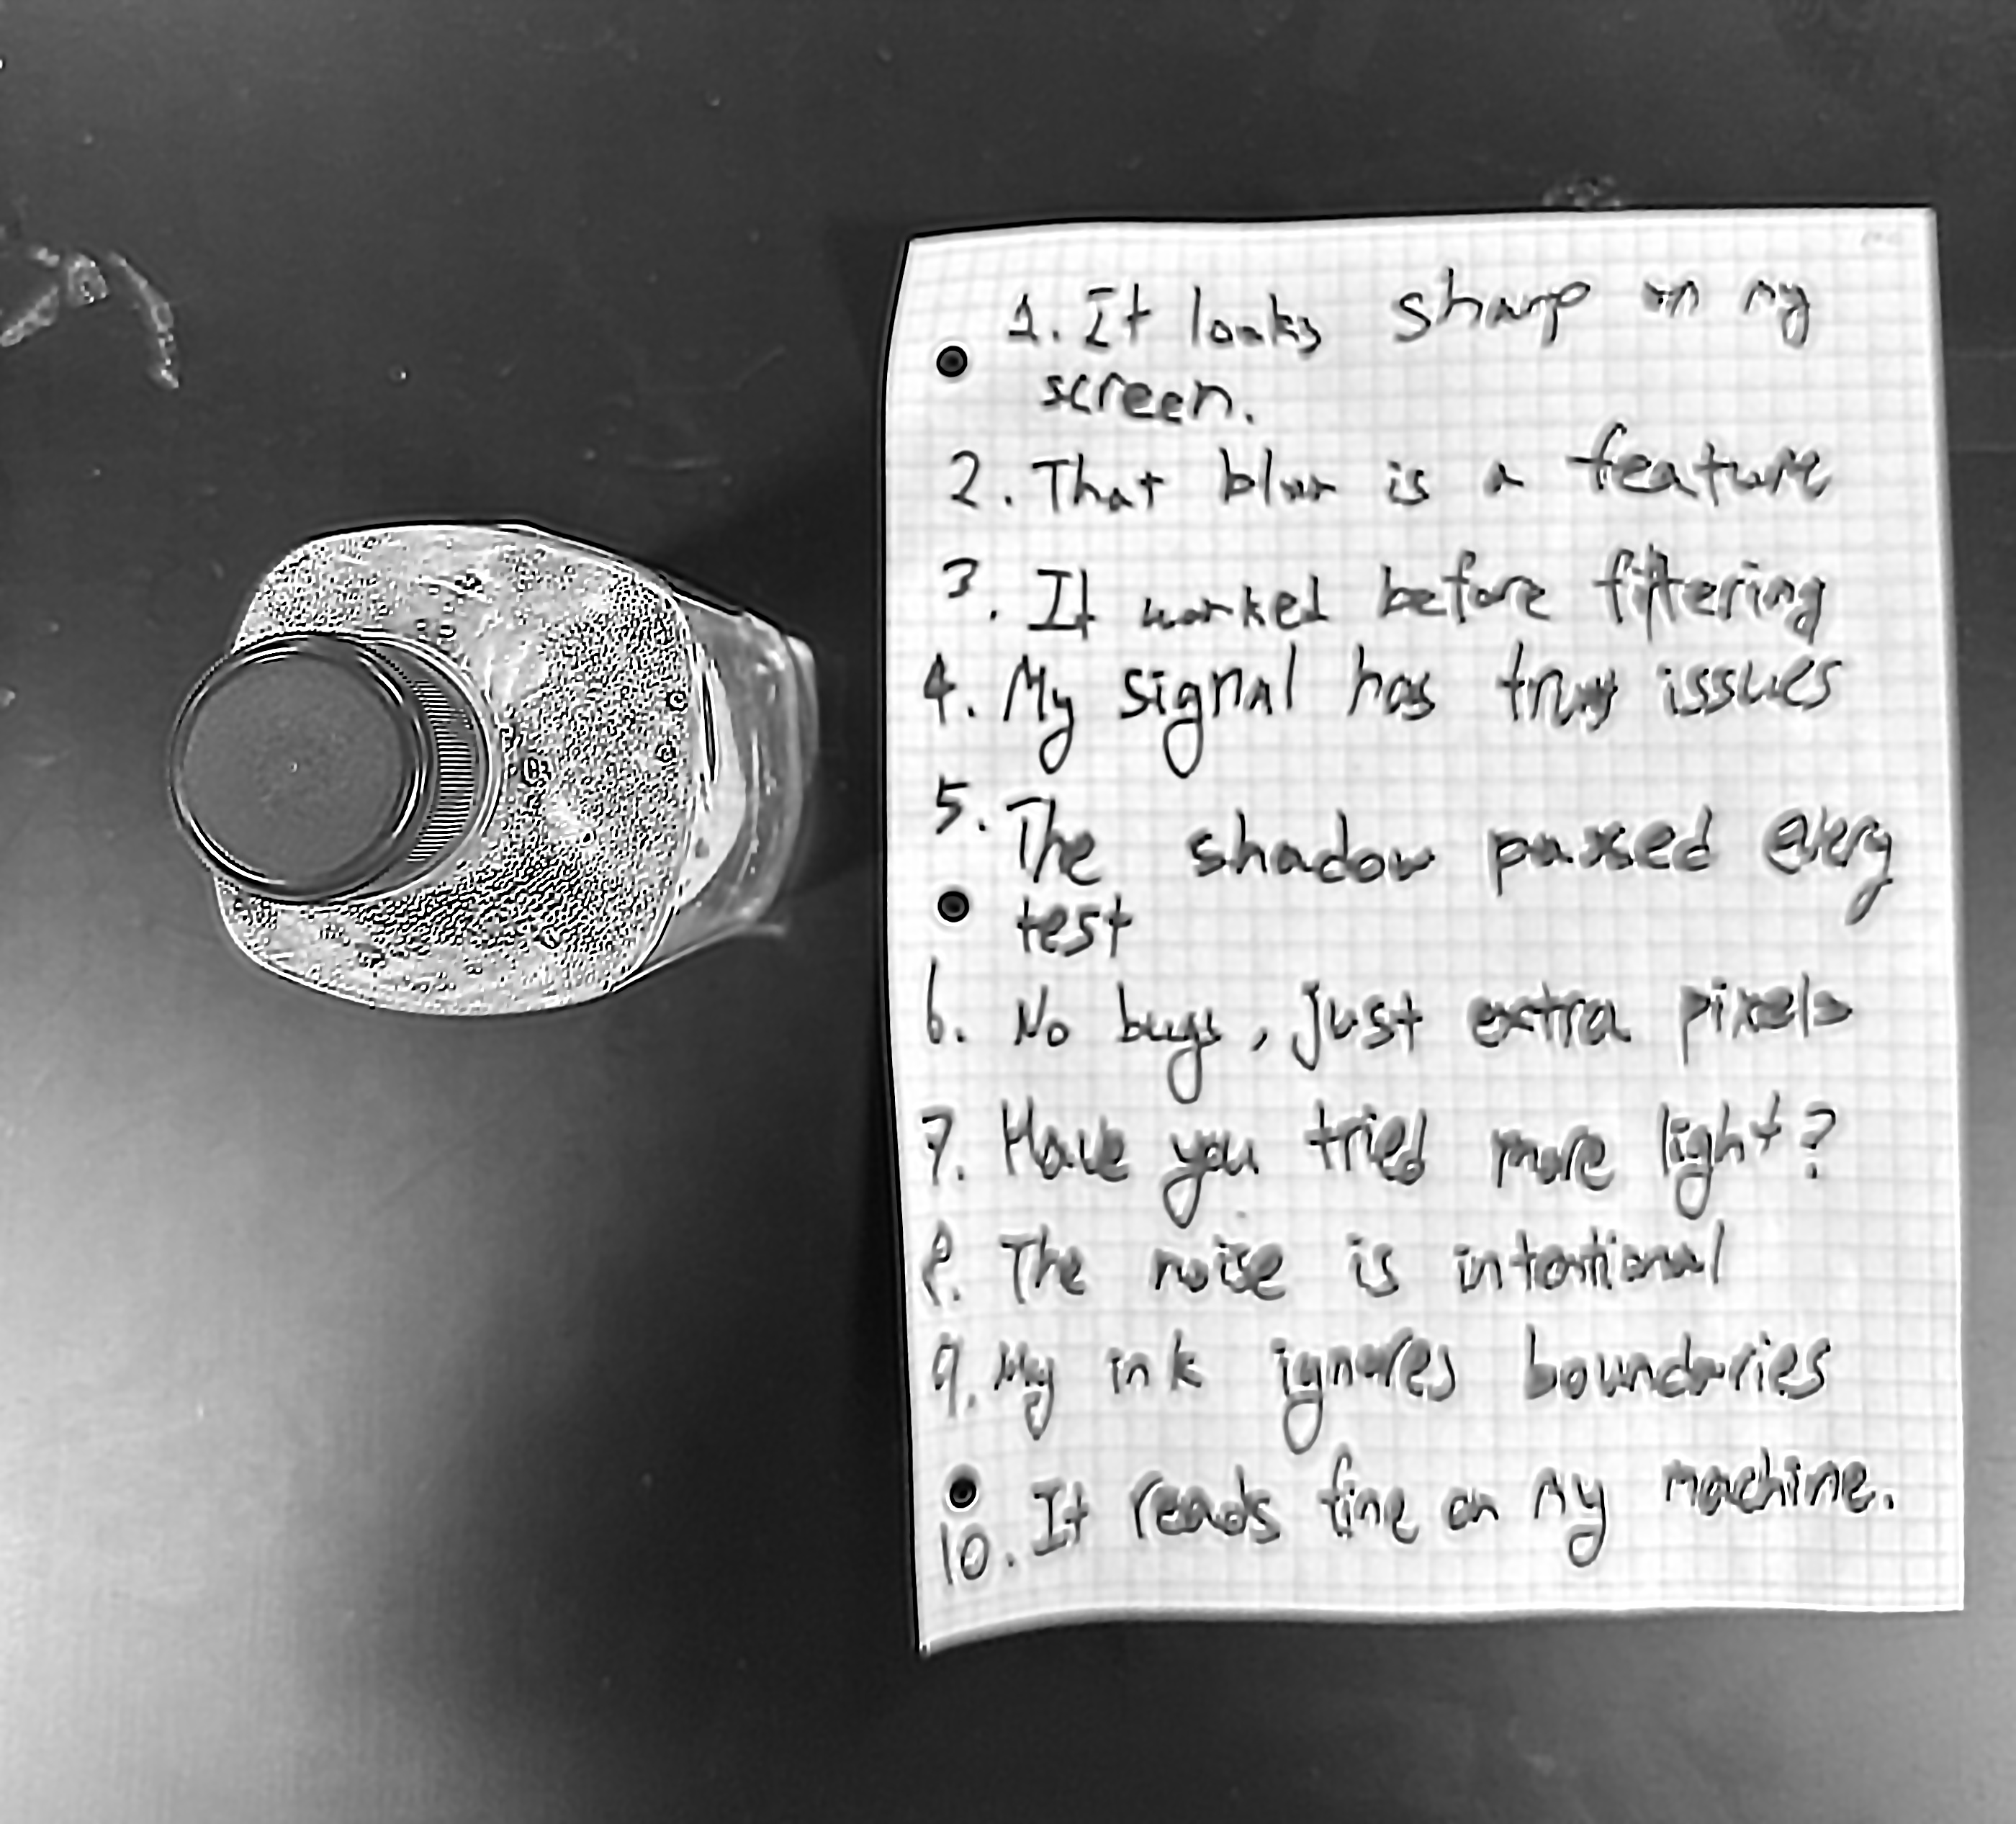 1. It looks sharp on my
screen.
2. That blur is a feature
3. It worked before filtering
4. My signal has trust issues
5. The shadow passed every
test
6. No bugs, just extra pixels
7. Have you tried more light?
8. The noise is intentional
9. My ink ignores boundaries
10. It reads fine on my machine.